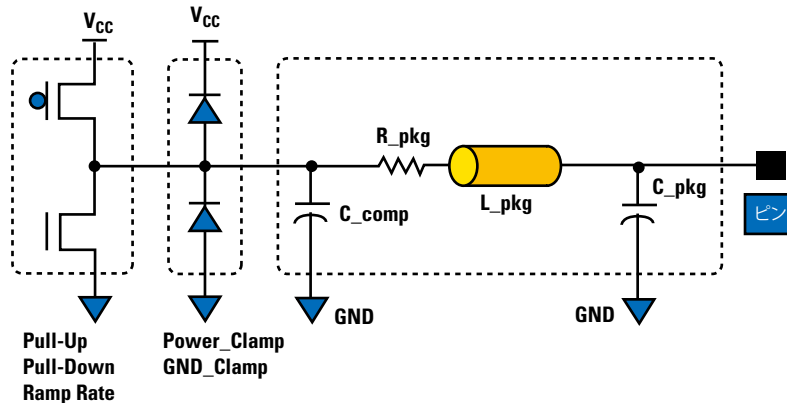 VCC
VCC
R_pkg
L_pkg
C_comp
C_pkg
ピン
GND
GND
Pull-Up
Pull-Down
Ramp Rate
Power_Clamp
GND_Clamp